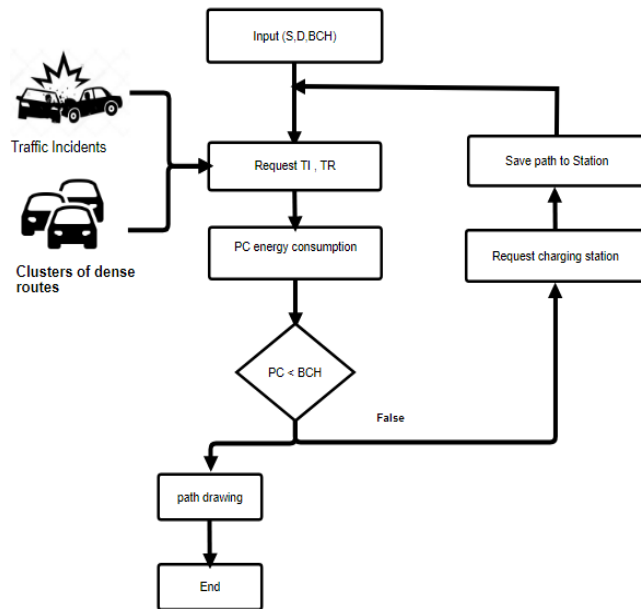 Input (S,D,BCH)
Traffic Incidents
Request TI , TR
Save path to Station
Clusters of dense
routes
PC energy consumption
Request charging station
PC < BCH
False
path drawing
End